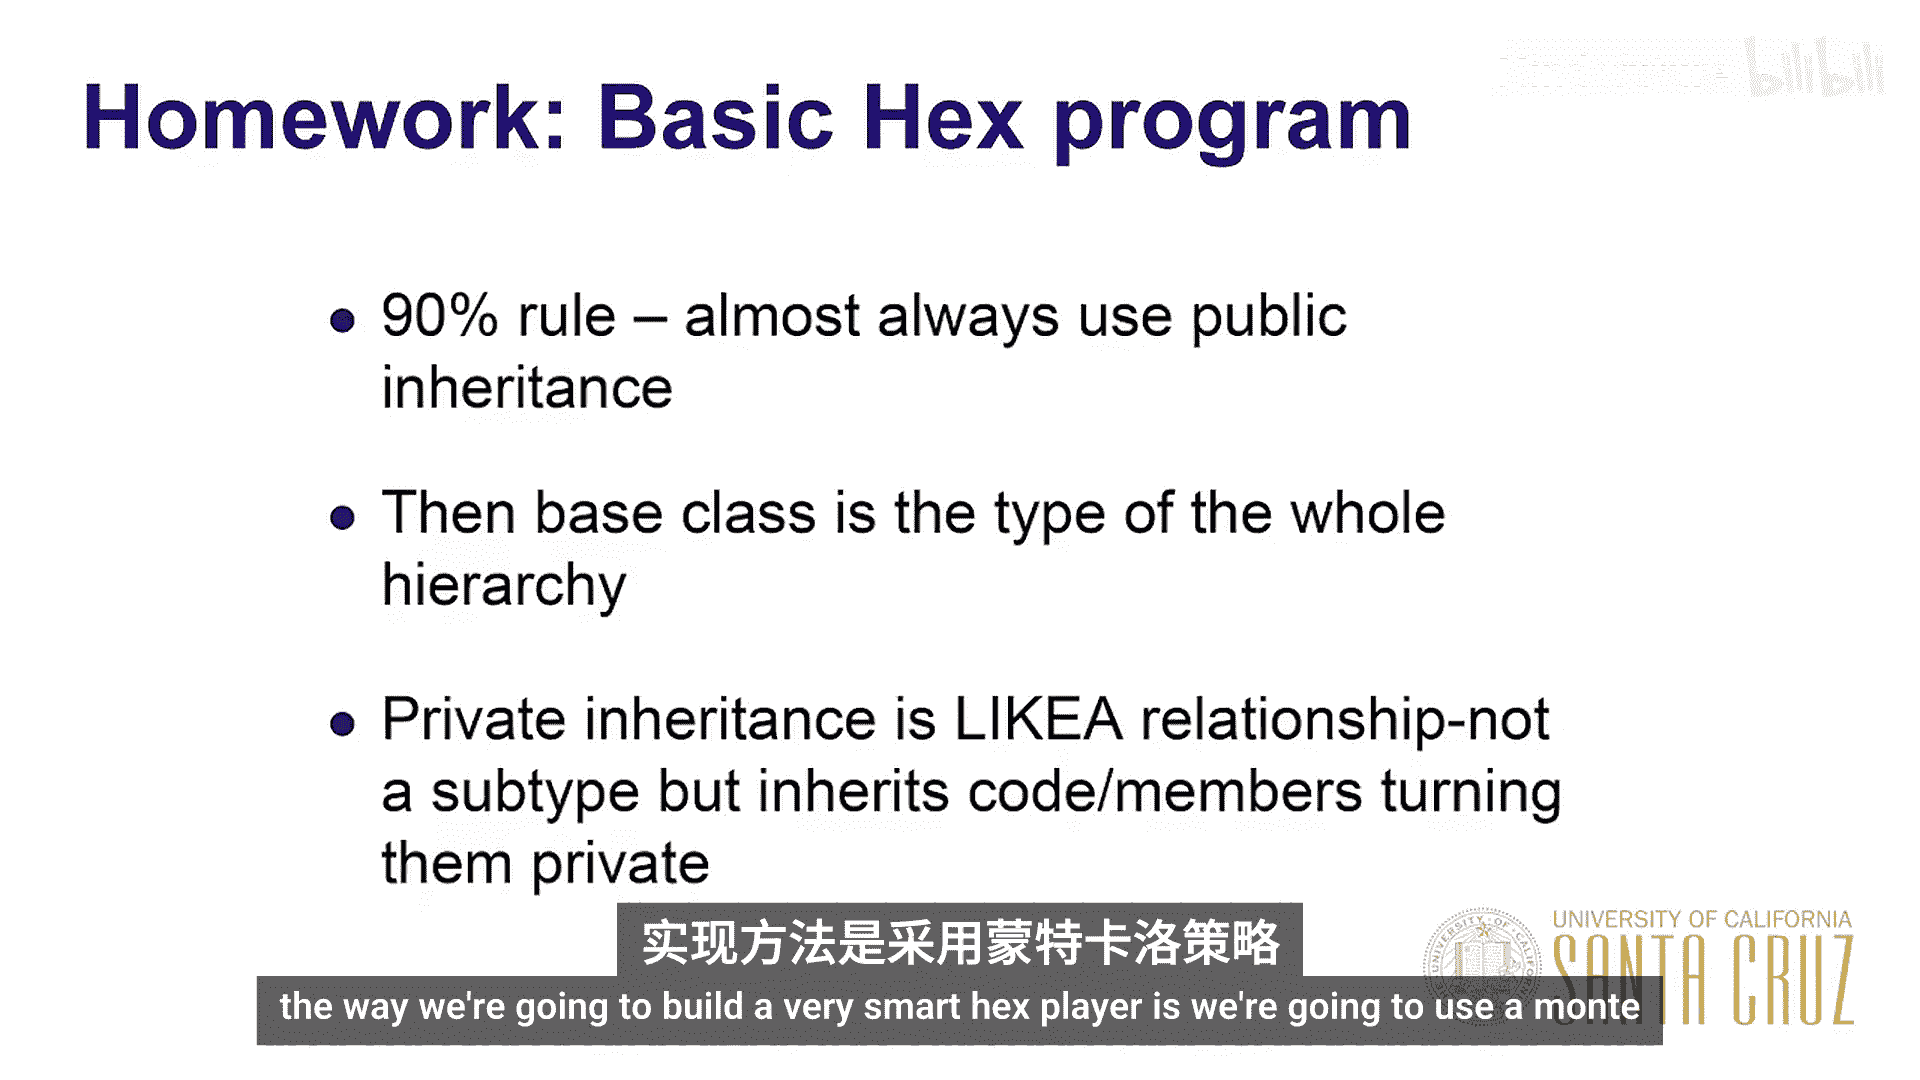 bilibili
Homework: Basic Hex program
● 90% rule – almost always use public
inheritance
● Then base class is the type of the whole
hierarchy
● Private inheritance is LIKEA relationship-not
a subtype but inherits code/members turning
them private
UNIVERSITY OF CALIFORNIA
SANTA CRUZ
实现方法是采用蒙特卡洛策略
the way we're going to build a very smart hex player is we're going to use a monte